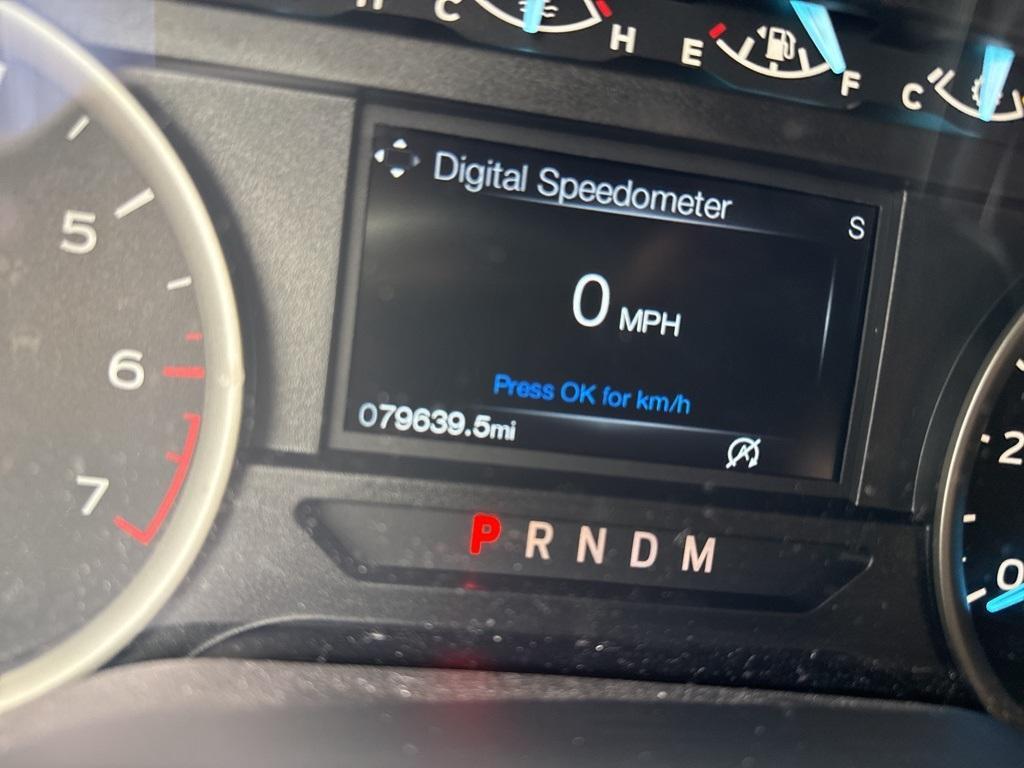 C H
E F
C
Digital Speedometer
S
0 MPH
Press OK for km/h
079639.5mi
5
6
7
P R N D M
2
0